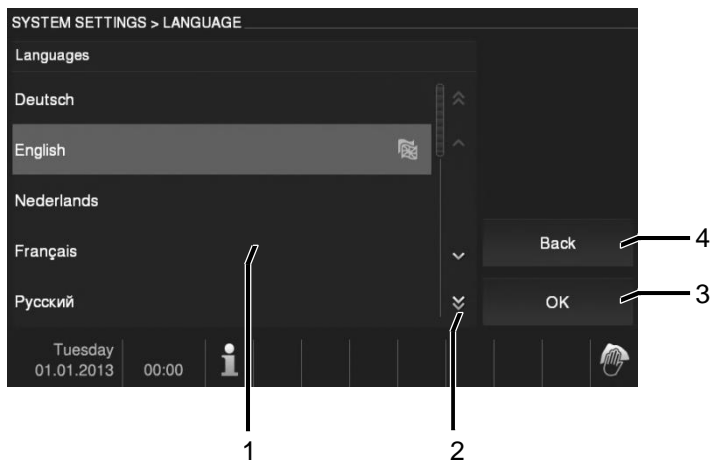 SYSTEM SETTINGS > LANGUAGE
Languages
Deutsch
English
Nederlands
Français
Русский
Back
OK
4
3
Tuesday
01.01.2013
00:00
1
2